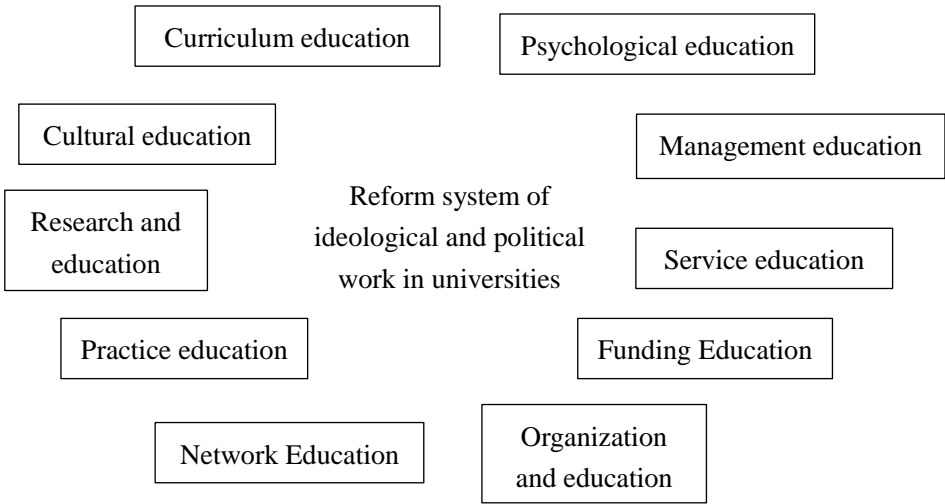 Curriculum education
Psychological education
Cultural education
Management education
Research and
education
Reform system of
ideological and political
work in universities
Service education
Practice education
Funding Education
Network Education
Organization
and education